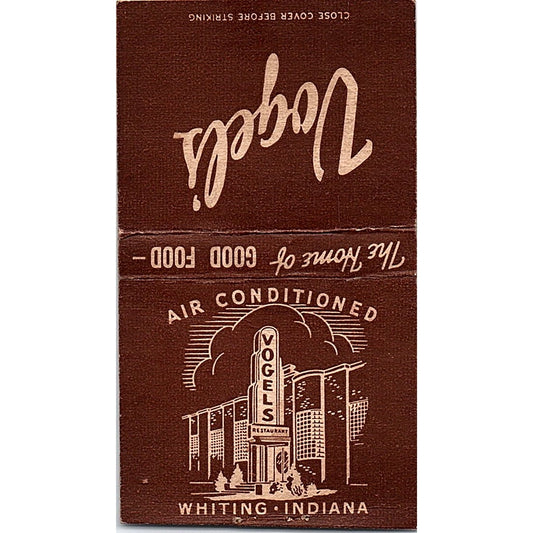 CLOSE COVER BEFORE STRIKING
Vogel's
The Home of GOOD FOOD –
AIR CONDITIONED
VOGELS
RESTAURANT
WHITING · INDIANA